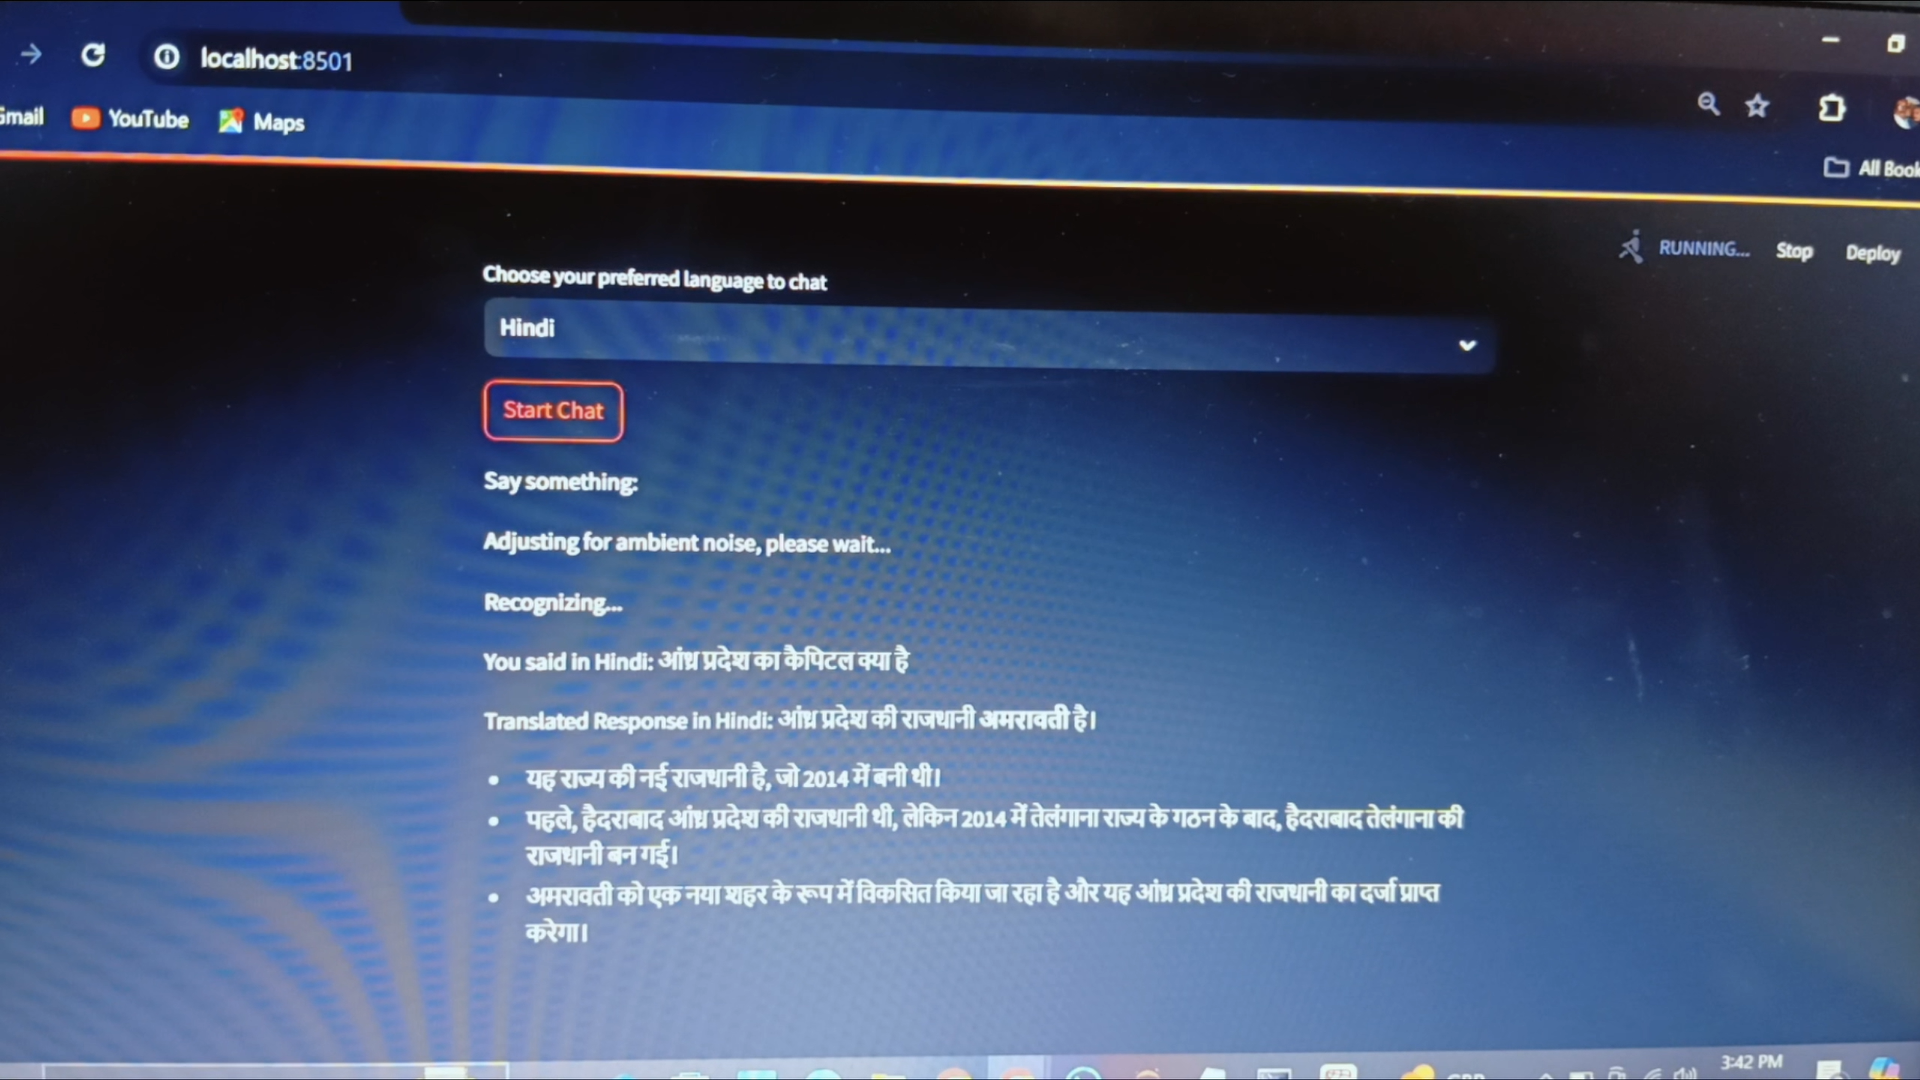 localhost:8501
YouTube
Maps
RUNNING...
Stop
Deploy
Choose your preferred language to chat
Hindi
Start Chat
Say something:
Adjusting for ambient noise, please wait...
Recognizing...
You said in Hindi: आंध्र प्रदेश का कैपिटल क्या है
Translated Response in Hindi: आंध्र प्रदेश की राजधानी अमरावती है।
यह राज्य की नई राजधानी है, जो 2014 में बनी थी।
पहले, हैदराबाद आंध्र प्रदेश की राजधानी थी, लेकिन 2014 में तेलंगाना राज्य के गठन के बाद, हैदराबाद तेलंगाना की
राजधानी बन गई।
अमरावती को एक नया शहर के रूप में विकसित किया जा रहा है और यह आंध्र प्रदेश की राजधानी का दर्जा प्राप्त
करेगा।
3:42 PM